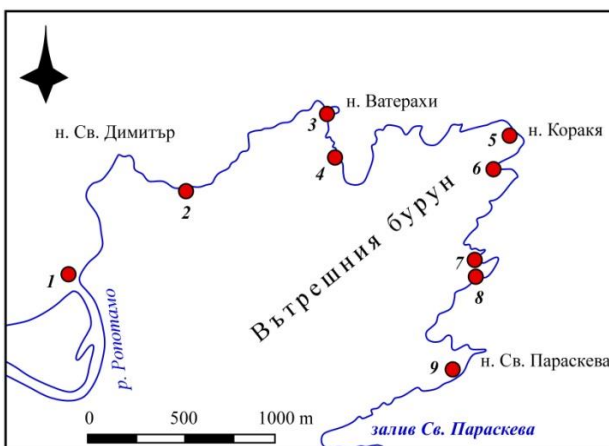 н. Ватерахи
3
н. Св. Димитър
5
н. Коракя
4
6
2
Вътрешния бурун
7
1
8
р. Ропотамо
9
н. Св. Параскева
0 500 1000 m
залив Св. Параскева